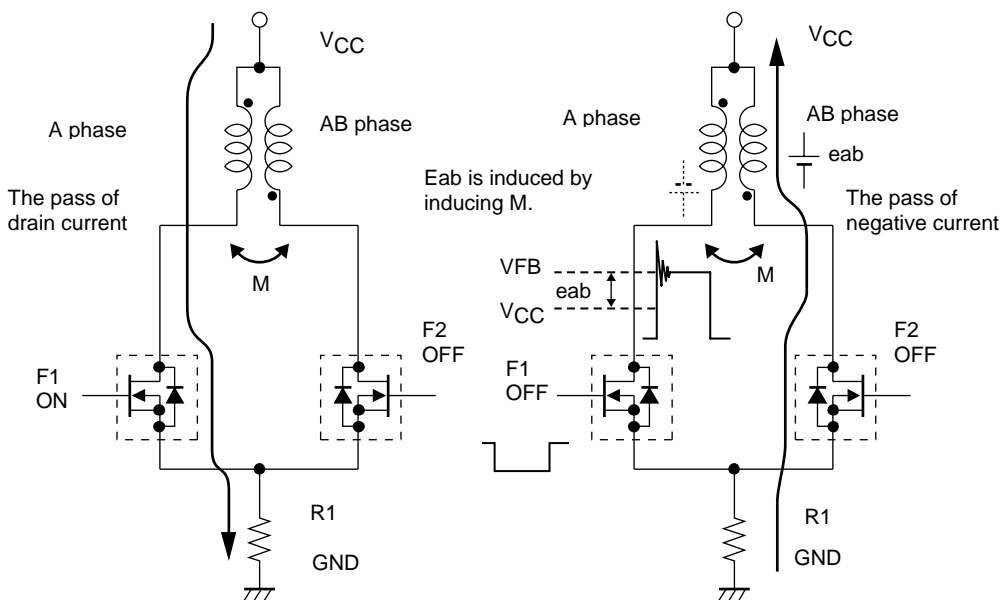 VCC
A phase
AB phase
The pass of
drain current
M
F1
ON
F2
OFF
R1
GND
VCC
A phase
AB phase
eab
Eab is induced by
inducing M.
The pass of
negative current
VFB
eab
VCC
M
F1
OFF
F2
OFF
R1
GND